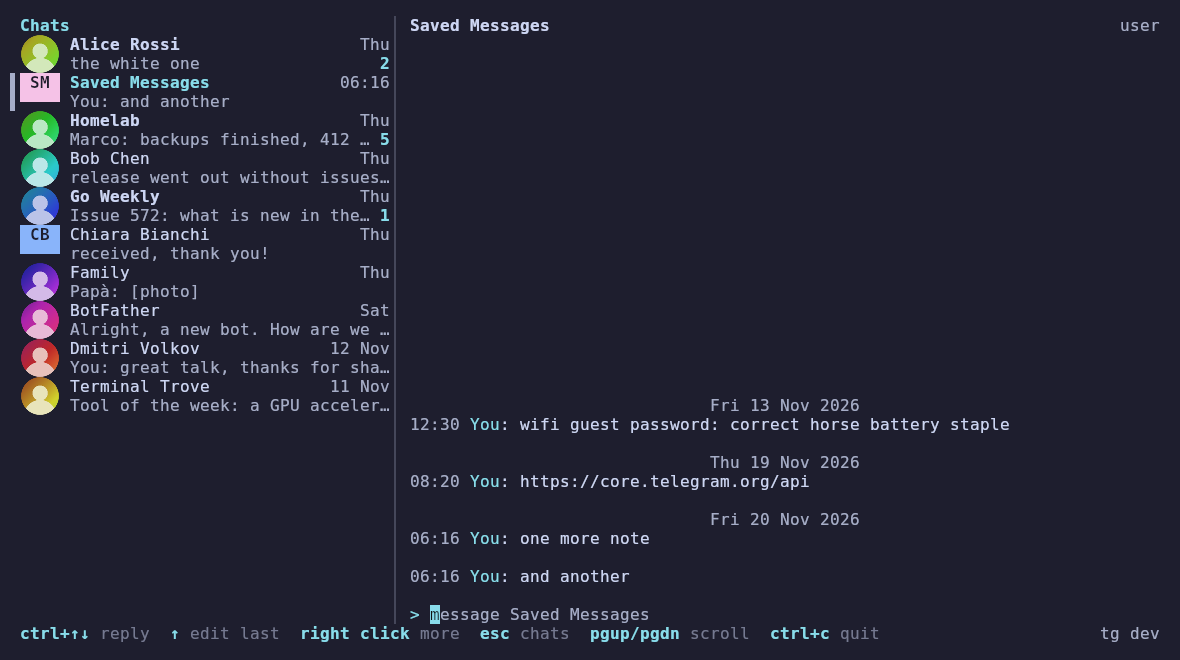 Chats
Alice Rossi Thu
the white one 2
SM Saved Messages 06:16
You: and another
Homelab Thu
Marco: backups finished, 412 … 5
Bob Chen Thu
release went out without issues…
Go Weekly Thu
Issue 572: what is new in the… 1
CB Chiara Bianchi Thu
received, thank you!
Family Thu
Papà: [photo]
BotFather Sat
Alright, a new bot. How are we …
Dmitri Volkov 12 Nov
You: great talk, thanks for sha…
Terminal Trove 11 Nov
Tool of the week: a GPU acceler…
Saved Messages user
Fri 13 Nov 2026
12:30 You: wifi guest password: correct horse battery staple
Thu 19 Nov 2026
08:20 You: https://core.telegram.org/api
Fri 20 Nov 2026
06:16 You: one more note
06:16 You: and another
> message Saved Messages
ctrl+↑↓ reply ↑ edit last right click more esc chats pgup/pgdn scroll ctrl+c quit tg dev